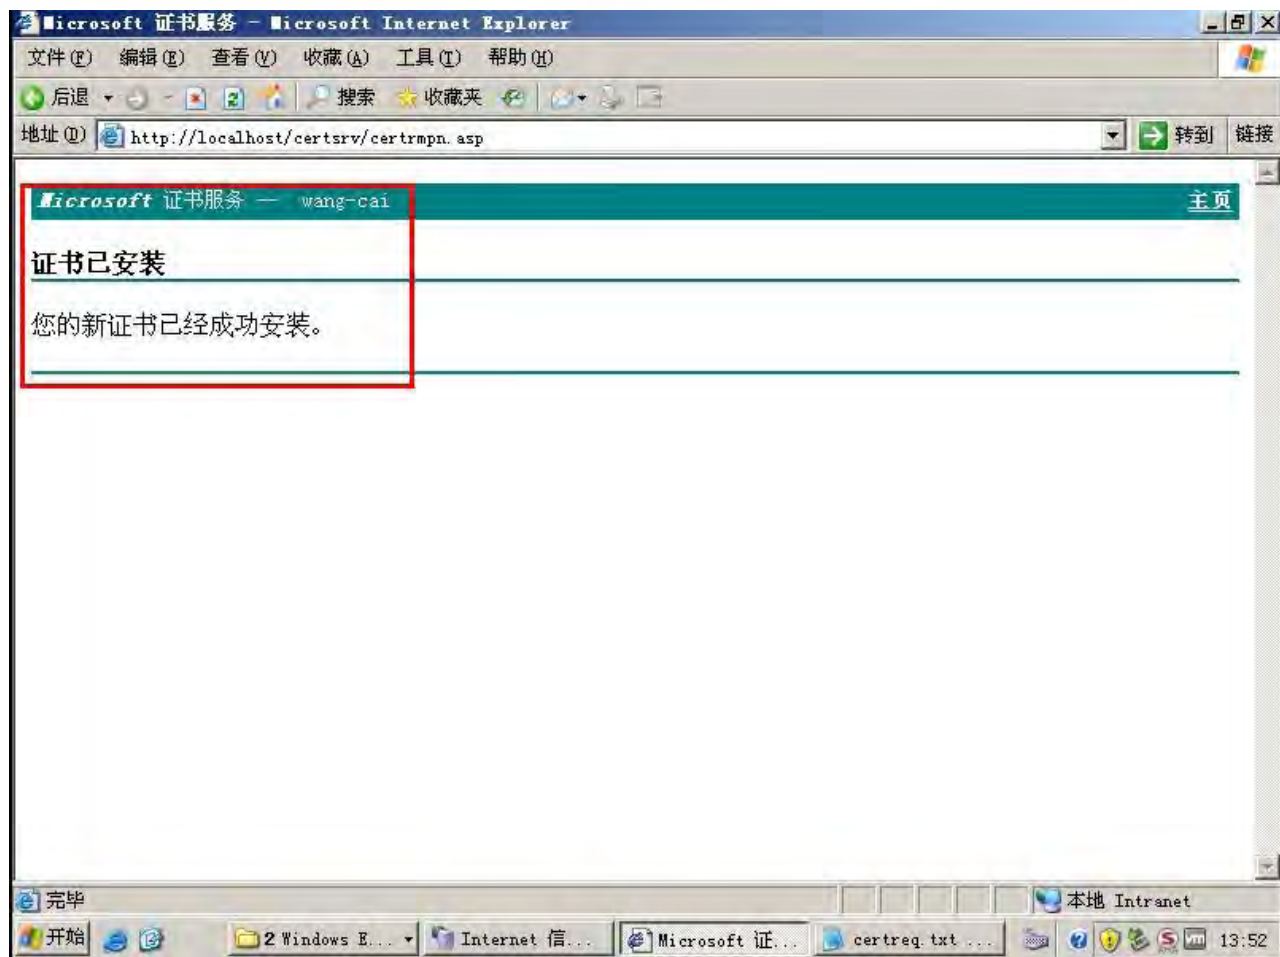 Microsoft 证书服务 - Microsoft Internet Explorer
文件(F) 编辑(E) 查看(V) 收藏(A) 工具(T) 帮助(H)
后退 搜索 收藏夹
地址(D) http://localhost/certsrv/certrmpn.asp 转到 链接
Microsoft 证书服务 — wang-cai 主页
证书已安装
您的新证书已经成功安装。
完毕 本地 Intranet
开始 2 Windows E... Internet 信... Microsoft 证... certreq.txt ... 13:52